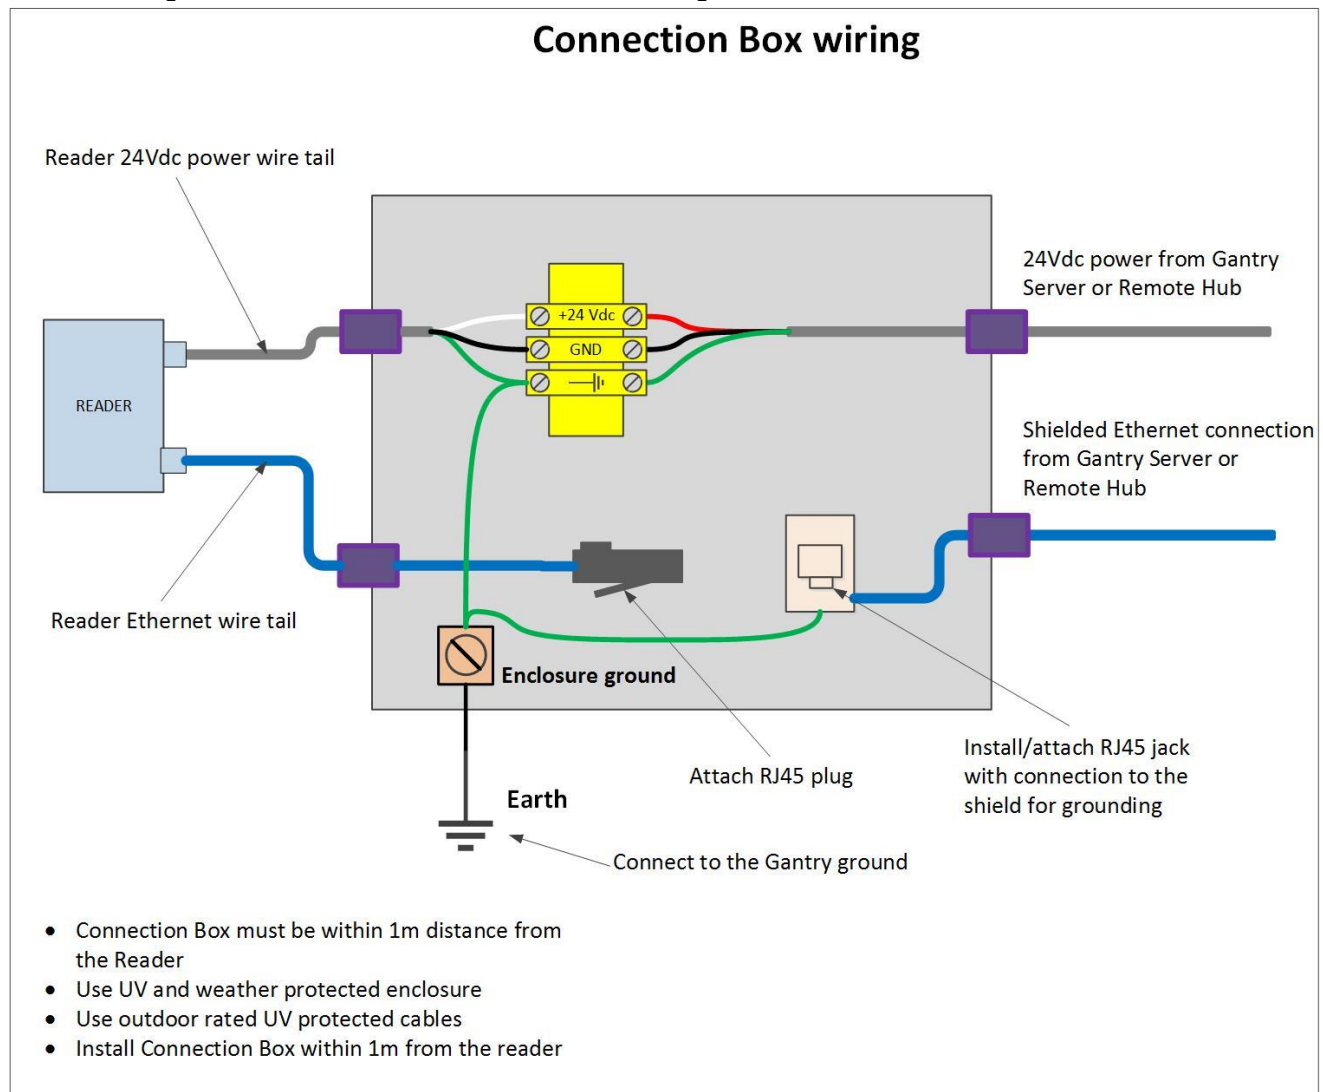 Connection Box wiring
Reader 24Vdc power wire tail
24Vdc power from Gantry
Server or Remote Hub
+24 Vdc
GND
READER
Shielded Ethernet connection
from Gantry Server or
Remote Hub
Reader Ethernet wire tail
Enclosure ground
Attach RJ45 plug
Install/attach RJ45 jack
with connection to the
shield for grounding
Earth
Connect to the Gantry ground
• Connection Box must be within 1m distance from
the Reader
• Use UV and weather protected enclosure
• Use outdoor rated UV protected cables
• Install Connection Box within 1m from the reader